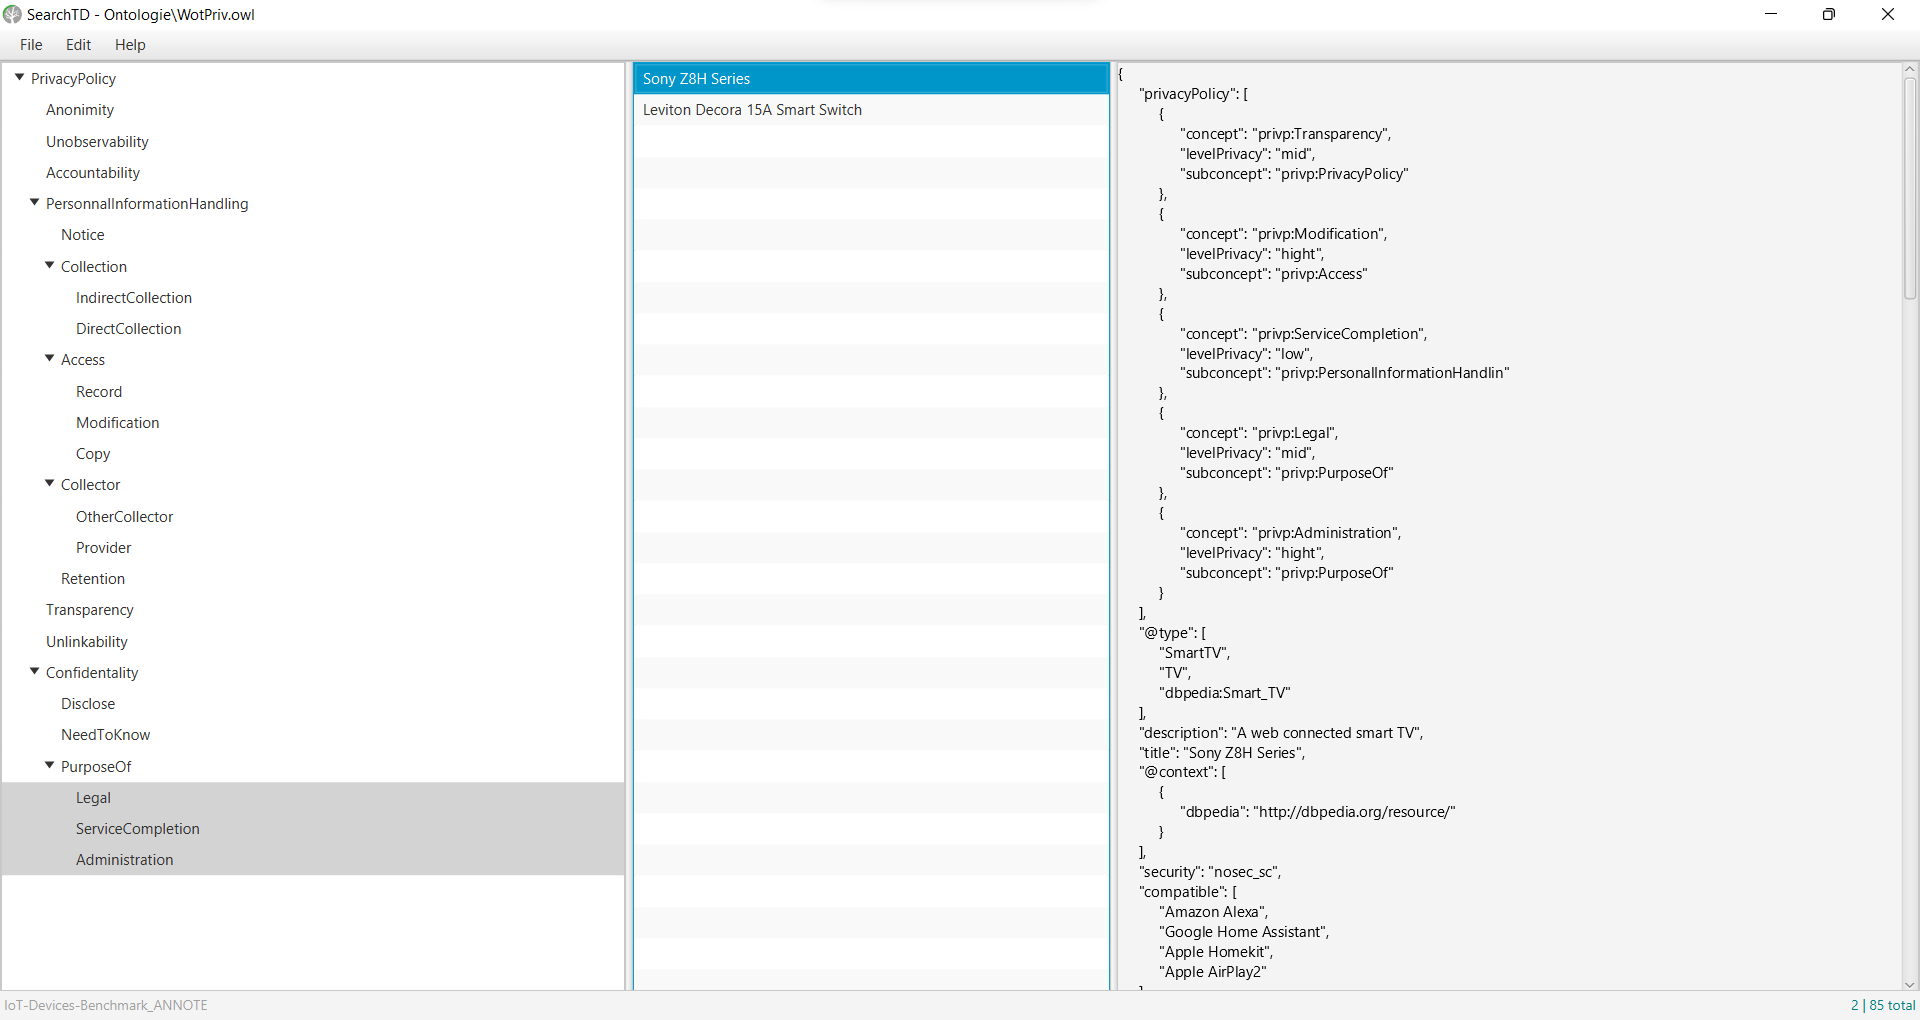 SearchTD - Ontologie\WotPriv.owl
File Edit Help
PrivacyPolicy
Anonimity
Unobservability
Accountability
PersonnalInformationHandling
Notice
Collection
IndirectCollection
DirectCollection
Access
Record
Modification
Copy
Collector
OtherCollector
Provider
Retention
Transparency
Unlinkability
Confidentality
Disclose
NeedToKnow
PurposeOf
Legal
ServiceCompletion
Administration
Sony Z8H Series
Leviton Decora 15A Smart Switch
{
"privacyPolicy": [
{
"concept": "privp:Transparency",
"levelPrivacy": "mid",
"subconcept": "privp:PrivacyPolicy"
},
{
"concept": "privp:Modification",
"levelPrivacy": "hight",
"subconcept": "privp:Access"
},
{
"concept": "privp:ServiceCompletion",
"levelPrivacy": "low",
"subconcept": "privp:PersonalInformationHandlin"
},
{
"concept": "privp:Legal",
"levelPrivacy": "mid",
"subconcept": "privp:PurposeOf"
},
{
"concept": "privp:Administration",
"levelPrivacy": "hight",
"subconcept": "privp:PurposeOf"
}
],
"@type": [
"SmartTV",
"TV",
"dbpedia:Smart_TV"
],
"description": "A web connected smart TV",
"title": "Sony Z8H Series",
"@context": [
{
"dbpedia": "http://dbpedia.org/resource/"
}
],
"security": "nosec_sc",
"compatible": [
"Amazon Alexa",
"Google Home Assistant",
"Apple Homekit",
"Apple AirPlay2"
IoT-Devices-Benchmark_ANNOTE
2 | 85 total